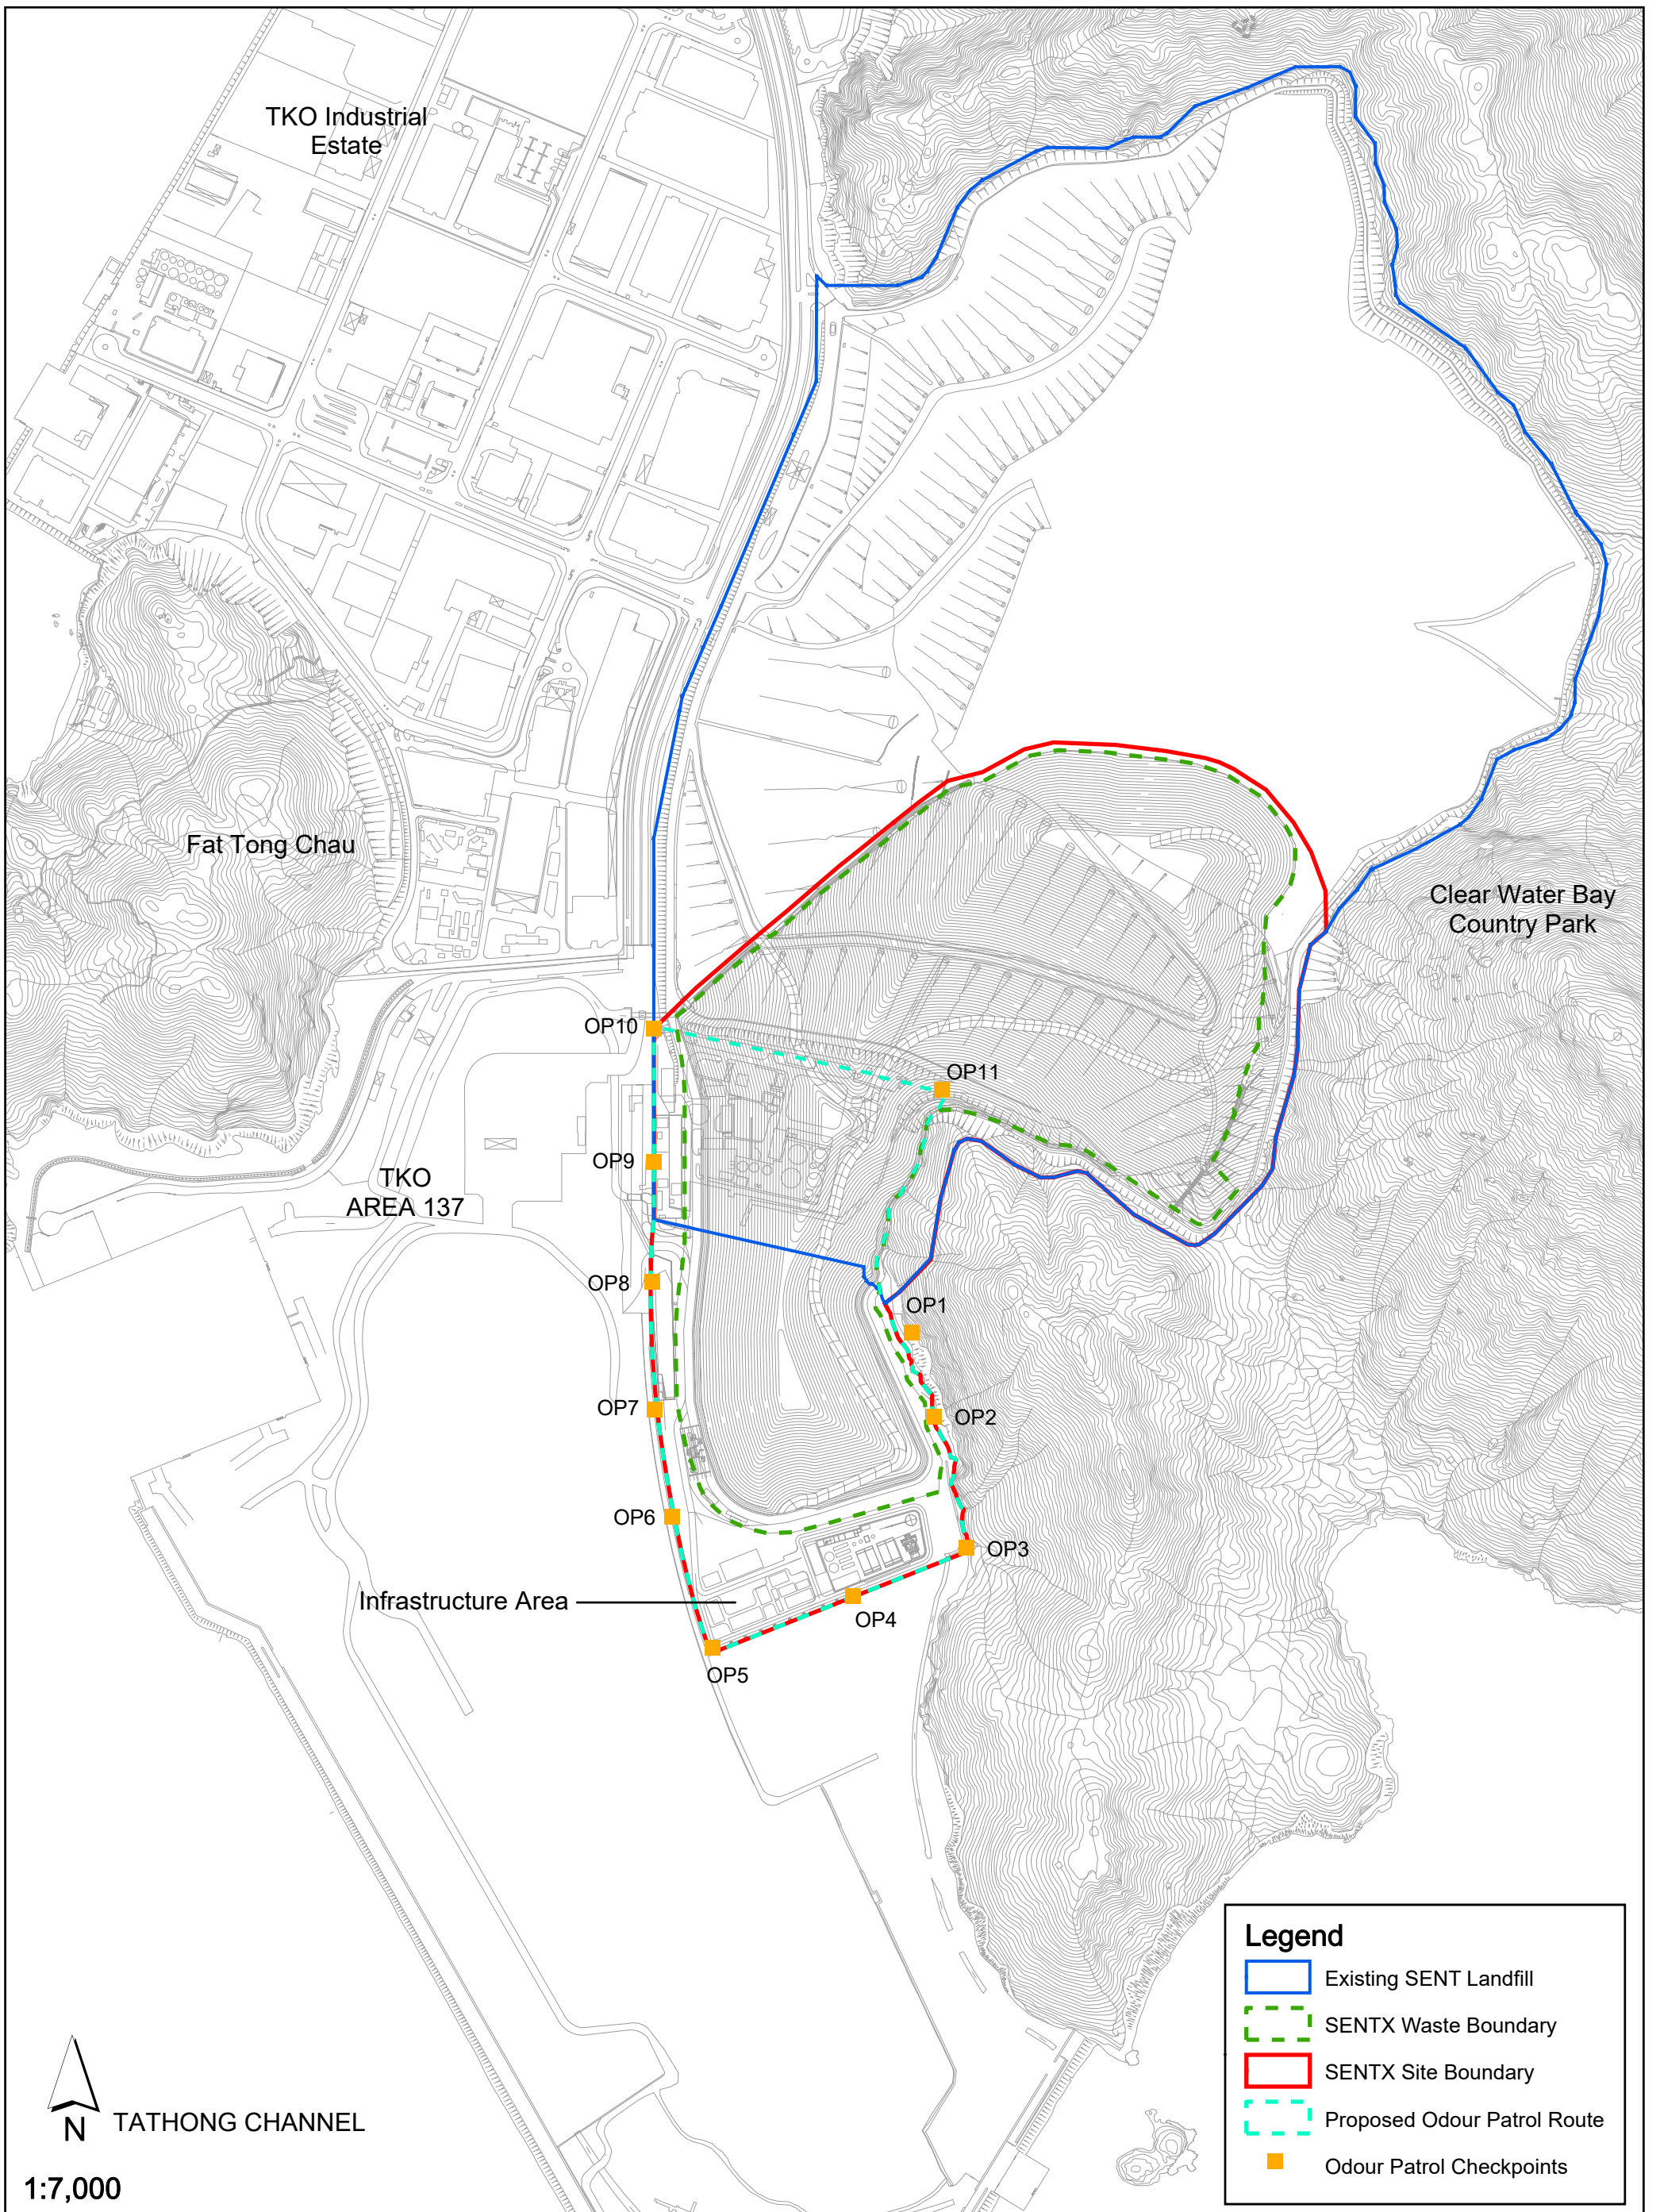 TKO Industrial
Estate
Fat Tong Chau
Clear Water Bay
Country Park
OP10
OP11
OP9
TKO
AREA 137
OP8
OP1
OP7
OP2
OP6
OP3
Infrastructure Area
OP4
OP5
Legend
Existing SENT Landfill
SENTX Waste Boundary
SENTX Site Boundary
Proposed Odour Patrol Route
Odour Patrol Checkpoints
N
TATHONG CHANNEL
1:7,000